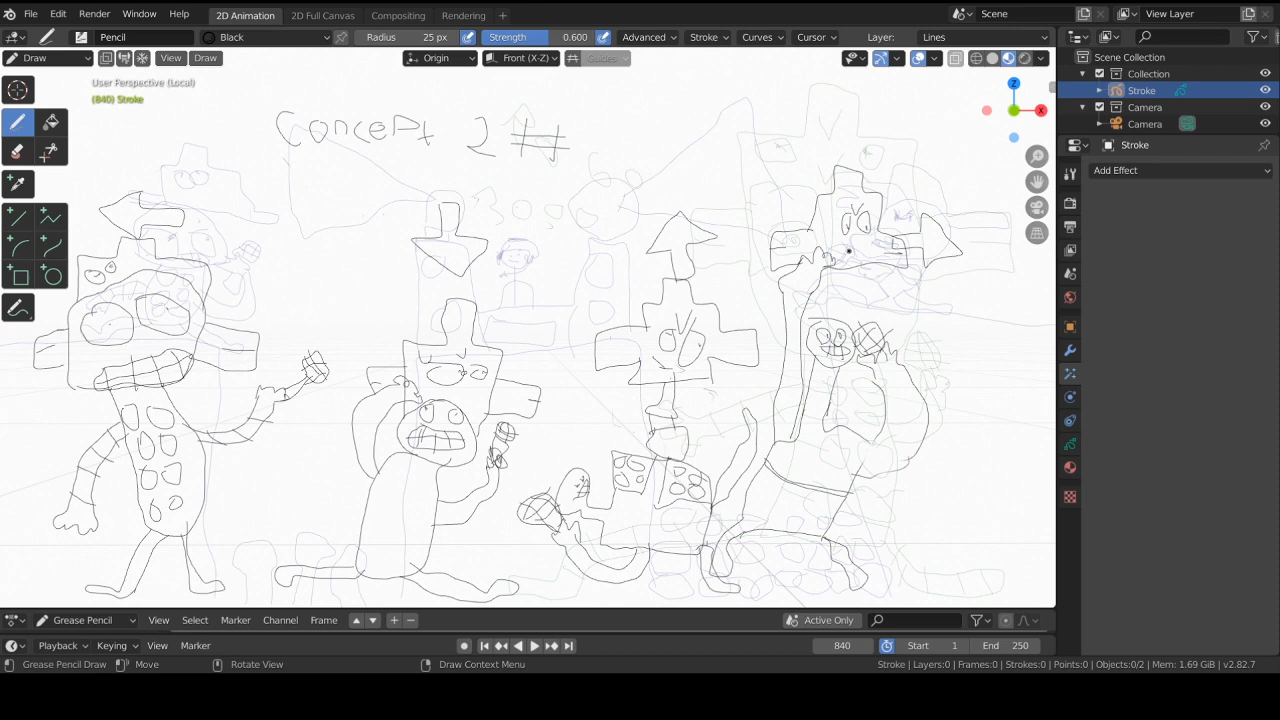 File Edit Render Window Help 2D Animation 2D Full Canvas Compositing Rendering + Scene View Layer
Pencil Black Radius 25 px Strength 0.600 Advanced Stroke Curves Cursor Layer: Lines
Draw View Draw Origin Front (X-Z) Guides
Scene Collection
Collection
Stroke
Camera
Camera
Stroke
Add Effect
User Perspective (Local)
(840) Stroke
Z
X
Concept 2 #
Grease Pencil View Select Marker Channel Frame Active Only
Playback Keying View Marker 840 Start 1 End 250
Grease Pencil Draw Move Rotate View Draw Context Menu Stroke | Layers:0 | Frames:0 | Strokes:0 | Points:0 | Objects:0/2 | Mem: 1.69 GiB | v2.82.7